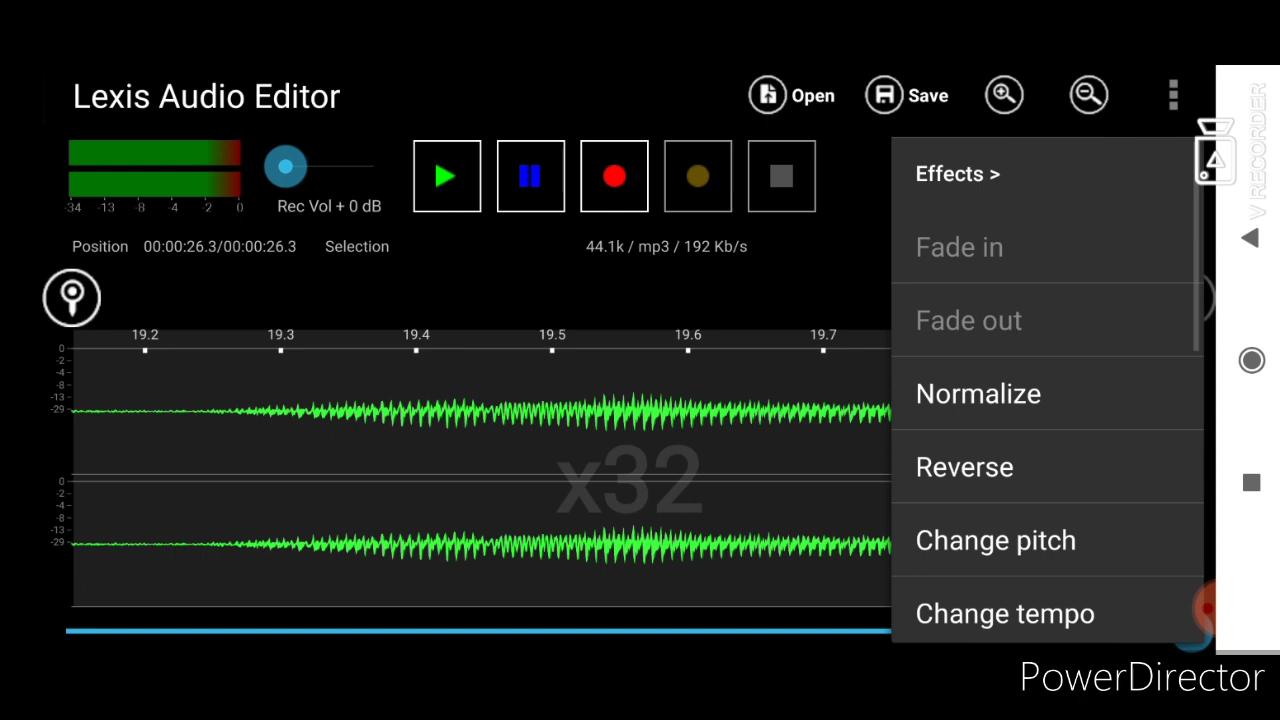 Lexis Audio Editor
Open
Save
-34 -13 -8 -4 -2 0
Rec Vol + 0 dB
Position 00:00:26.3/00:00:26.3 Selection 44.1k / mp3 / 192 Kb/s
19.2 19.3 19.4 19.5 19.6 19.7
0
-2
-4
-8
-13
-29
x32
0
-2
-4
-8
-13
-29
Effects >
Fade in
Fade out
Normalize
Reverse
Change pitch
Change tempo
V RECORDER
PowerDirector